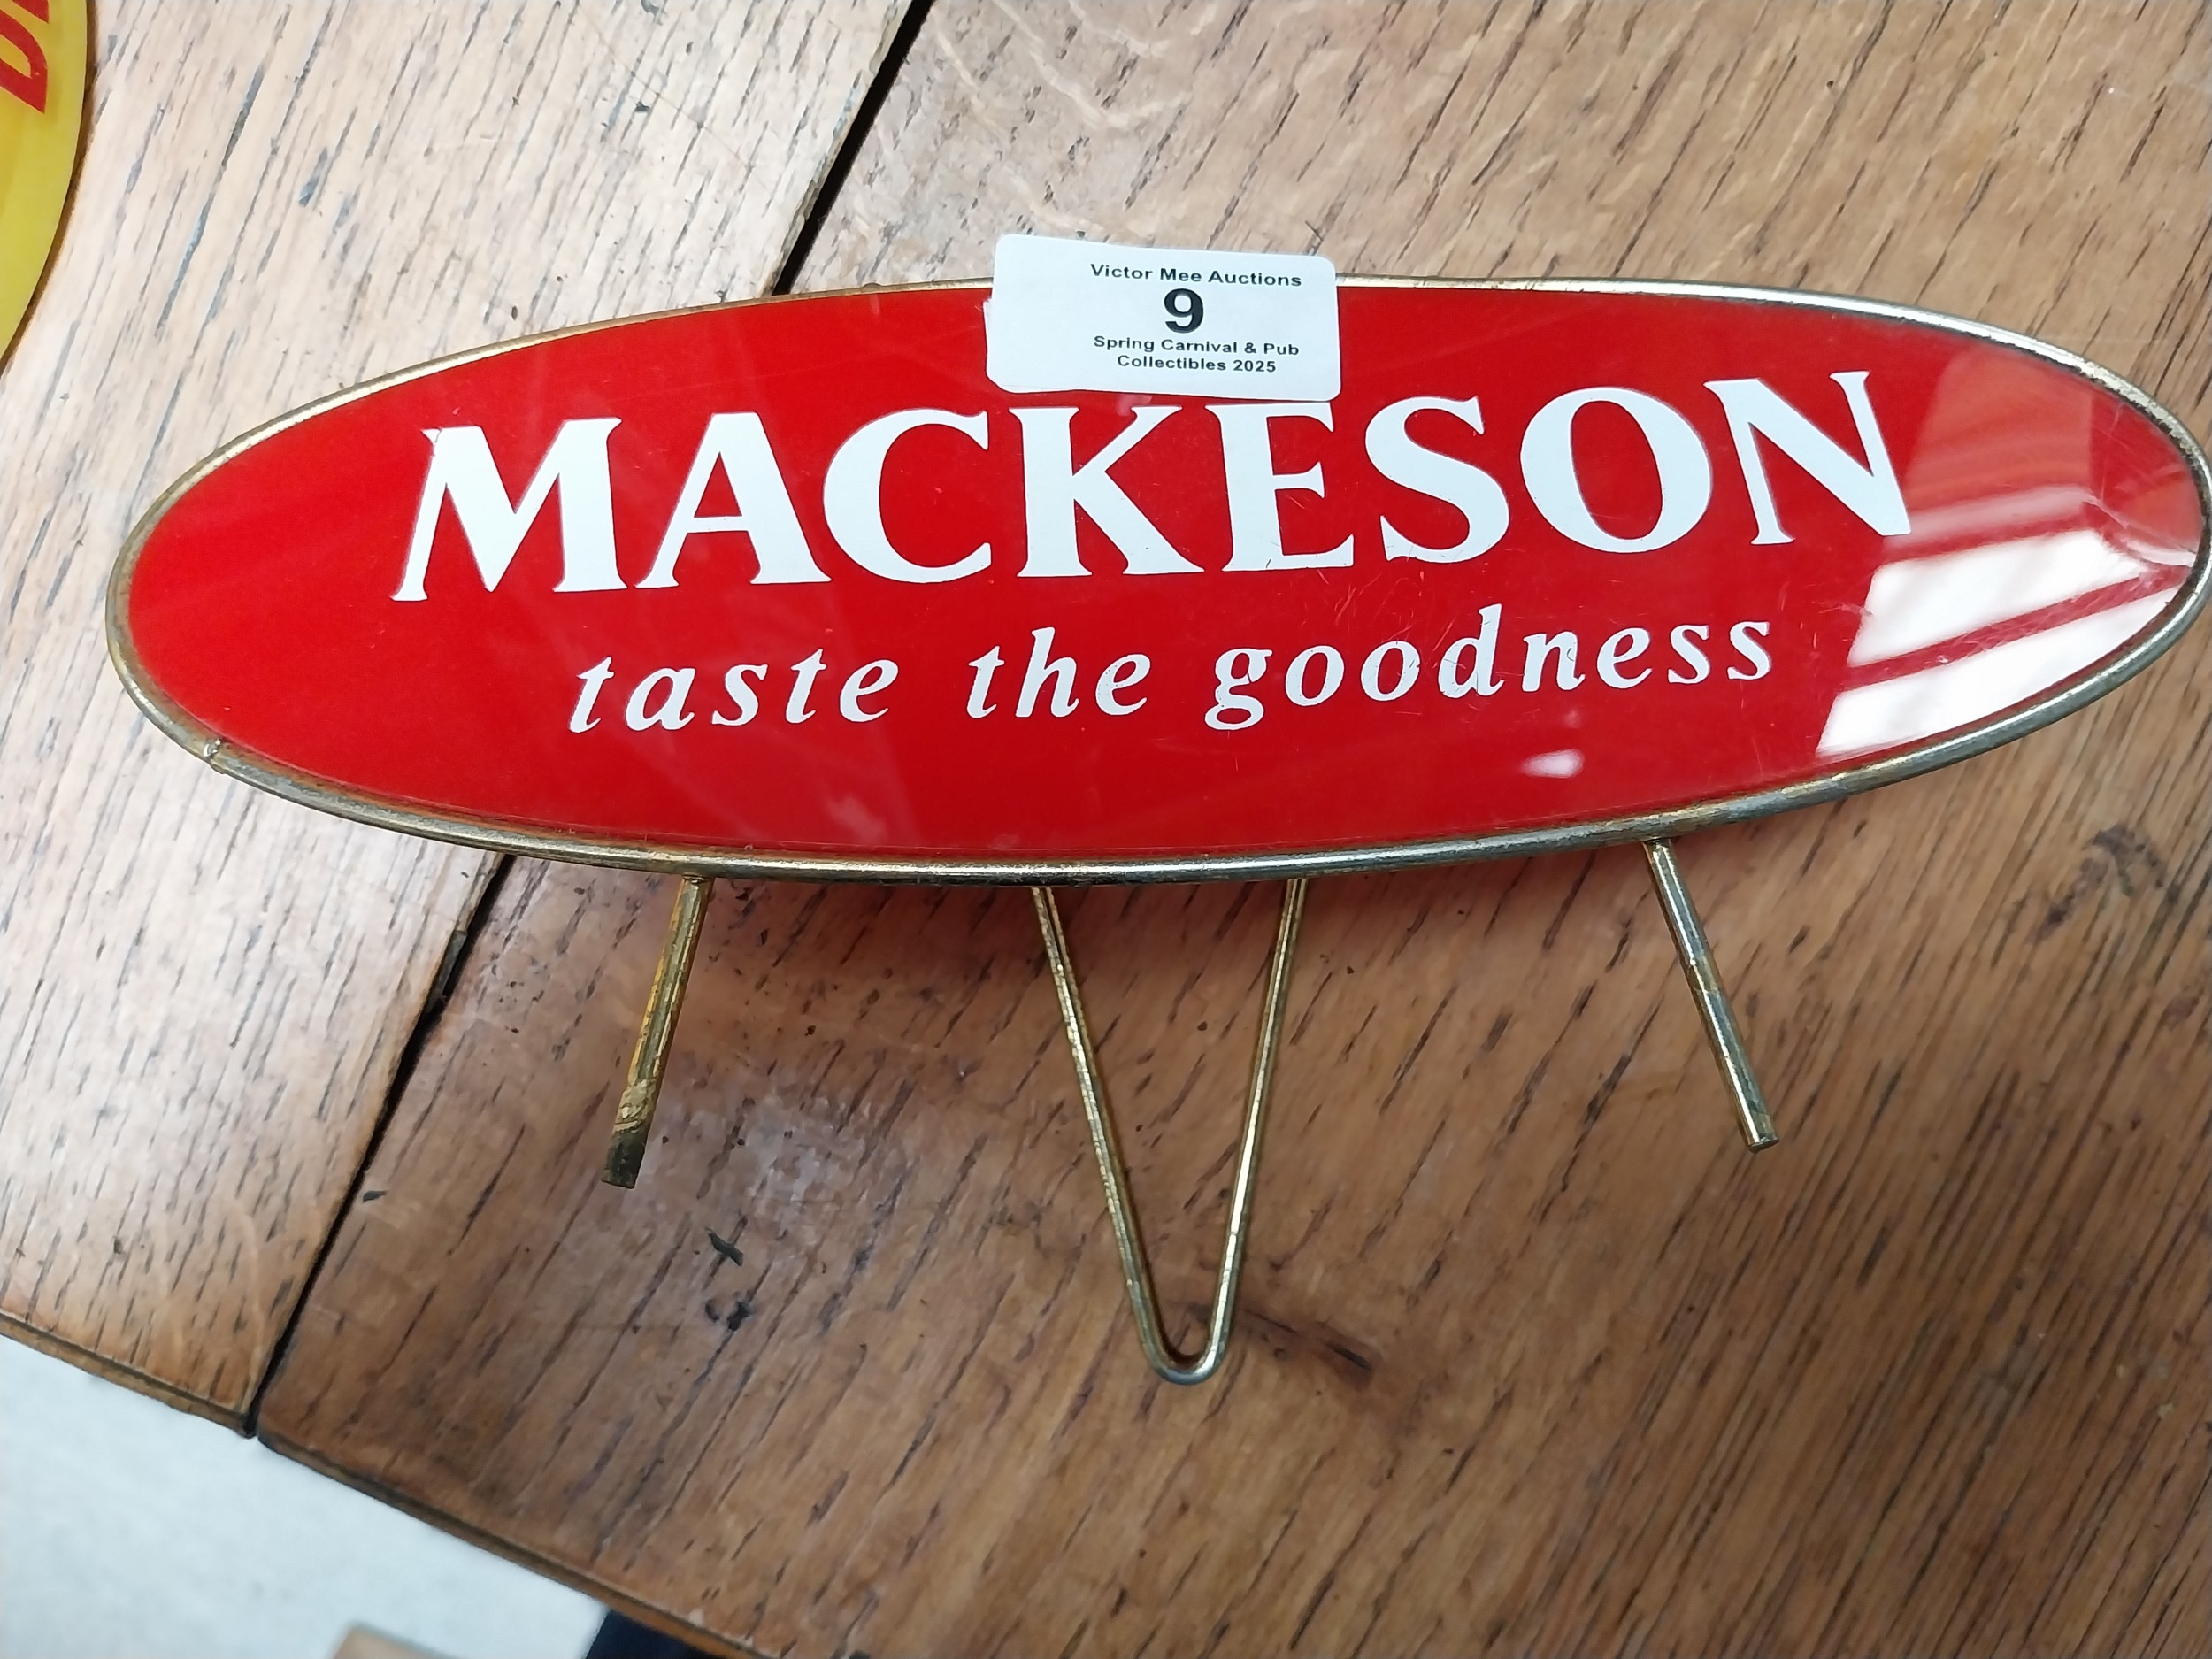 Victor Mee Auctions
9
Spring Carnival & Pub
Collectibles 2025
MACKESON
taste the goodness